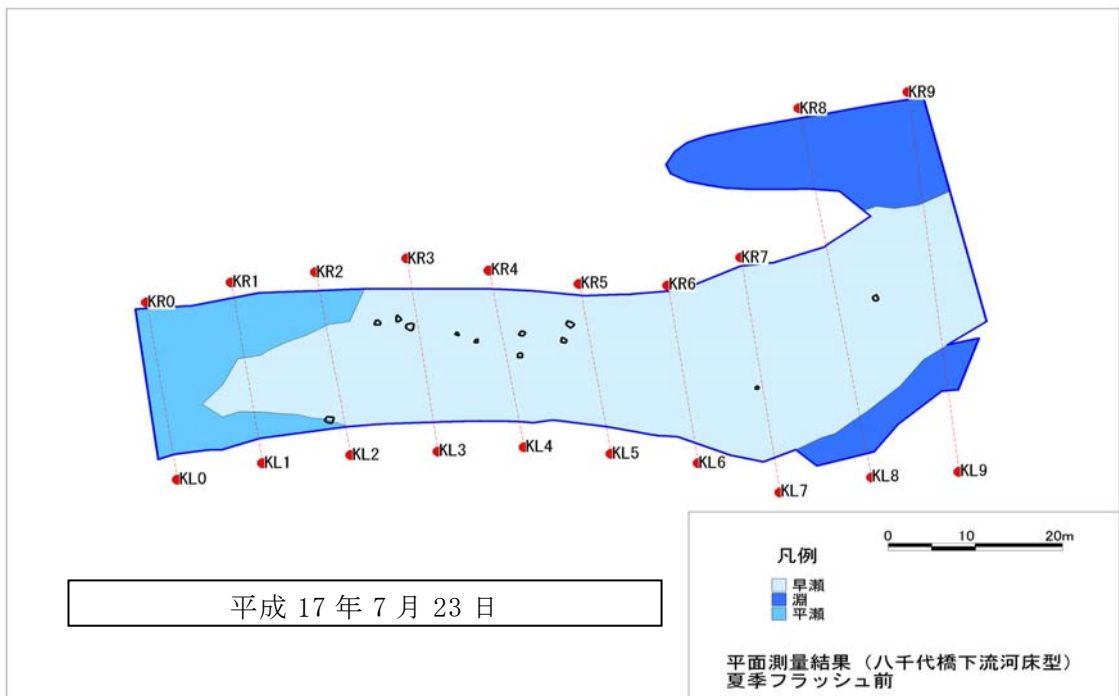 KR9
KR8
KR3
KR7
KR4
KR2
KR1
KR5
KR6
KR0
KL0
KL1
KL2
KL3
KL4
KL5
KL6
KL7
KL8
KL9
0 10 20m
凡例
早瀬
淵
平瀬
平成 17 年 7 月 23 日
平面測量結果（八千代橋下流河床型）
夏季フラッシュ前